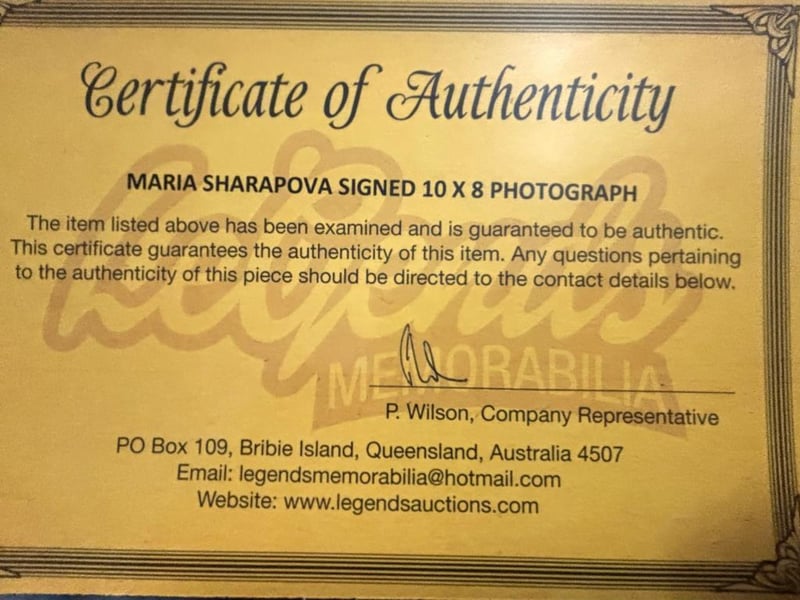 Certificate of Authenticity
Legends
MEMORABILIA
MARIA SHARAPOVA SIGNED 10 X 8 PHOTOGRAPH
The item listed above has been examined and is guaranteed to be authentic.
This certificate guarantees the authenticity of this item. Any questions pertaining
to the authenticity of this piece should be directed to the contact details below.
P. Wilson, Company Representative
PO Box 109, Bribie Island, Queensland, Australia 4507
Email: legendsmemorabilia@hotmail.com
Website: www.legendsauctions.com